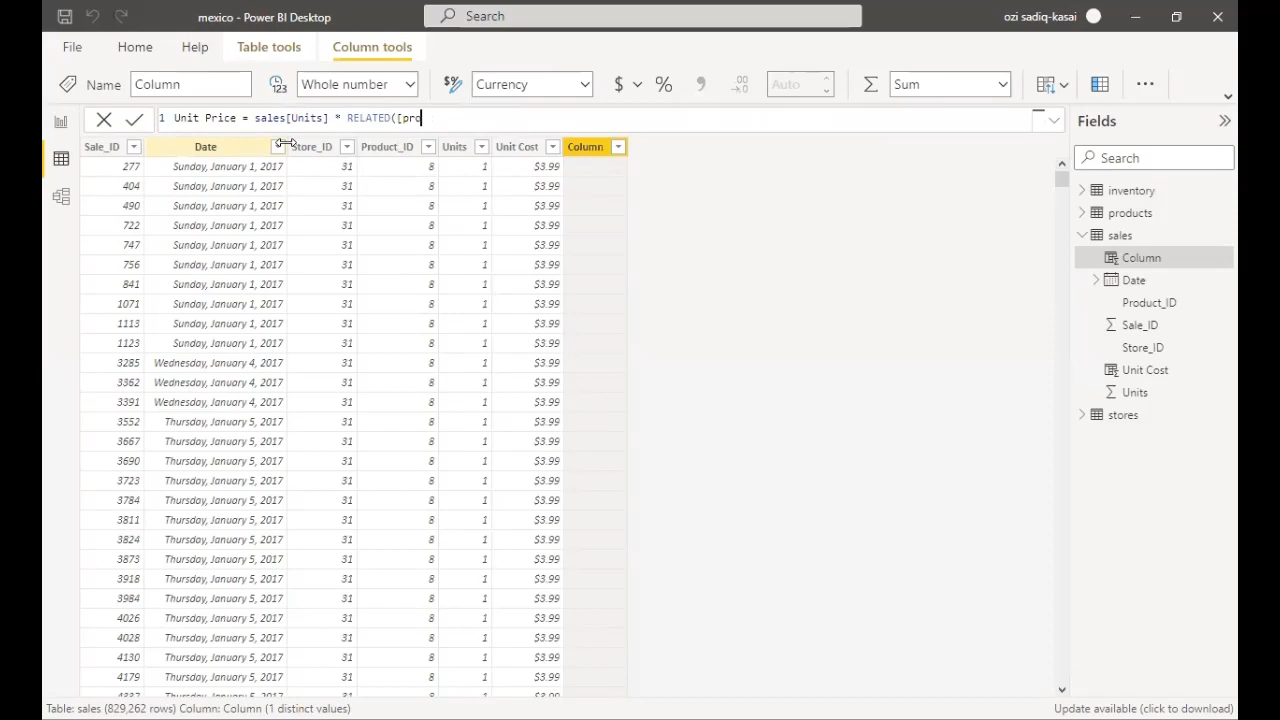 mexico - Power BI Desktop
Search
ozi sadiq-kasai
File Home Help Table tools Column tools
Name Column Whole number Currency $ % Auto Sum
1 Unit Price = sales[Units] * RELATED([pro
Sale_ID Date Store_ID Product_ID Units Unit Cost Column
277 Sunday, January 1, 2017 31 8 1 $3.99
404 Sunday, January 1, 2017 31 8 1 $3.99
490 Sunday, January 1, 2017 31 8 1 $3.99
722 Sunday, January 1, 2017 31 8 1 $3.99
747 Sunday, January 1, 2017 31 8 1 $3.99
756 Sunday, January 1, 2017 31 8 1 $3.99
841 Sunday, January 1, 2017 31 8 1 $3.99
1071 Sunday, January 1, 2017 31 8 1 $3.99
1113 Sunday, January 1, 2017 31 8 1 $3.99
1123 Sunday, January 1, 2017 31 8 1 $3.99
3285 Wednesday, January 4, 2017 31 8 1 $3.99
3362 Wednesday, January 4, 2017 31 8 1 $3.99
3391 Wednesday, January 4, 2017 31 8 1 $3.99
3552 Thursday, January 5, 2017 31 8 1 $3.99
3667 Thursday, January 5, 2017 31 8 1 $3.99
3690 Thursday, January 5, 2017 31 8 1 $3.99
3723 Thursday, January 5, 2017 31 8 1 $3.99
3784 Thursday, January 5, 2017 31 8 1 $3.99
3811 Thursday, January 5, 2017 31 8 1 $3.99
3824 Thursday, January 5, 2017 31 8 1 $3.99
3873 Thursday, January 5, 2017 31 8 1 $3.99
3918 Thursday, January 5, 2017 31 8 1 $3.99
3984 Thursday, January 5, 2017 31 8 1 $3.99
4026 Thursday, January 5, 2017 31 8 1 $3.99
4028 Thursday, January 5, 2017 31 8 1 $3.99
4130 Thursday, January 5, 2017 31 8 1 $3.99
4179 Thursday, January 5, 2017 31 8 1 $3.99
4337 Thursday, January 5, 2017 31 8 1 $3.99
Fields
Search
inventory
products
sales
Column
Date
Product_ID
Sale_ID
Store_ID
Unit Cost
Units
stores
Table: sales (829,262 rows) Column: Column (1 distinct values)
Update available (click to download)